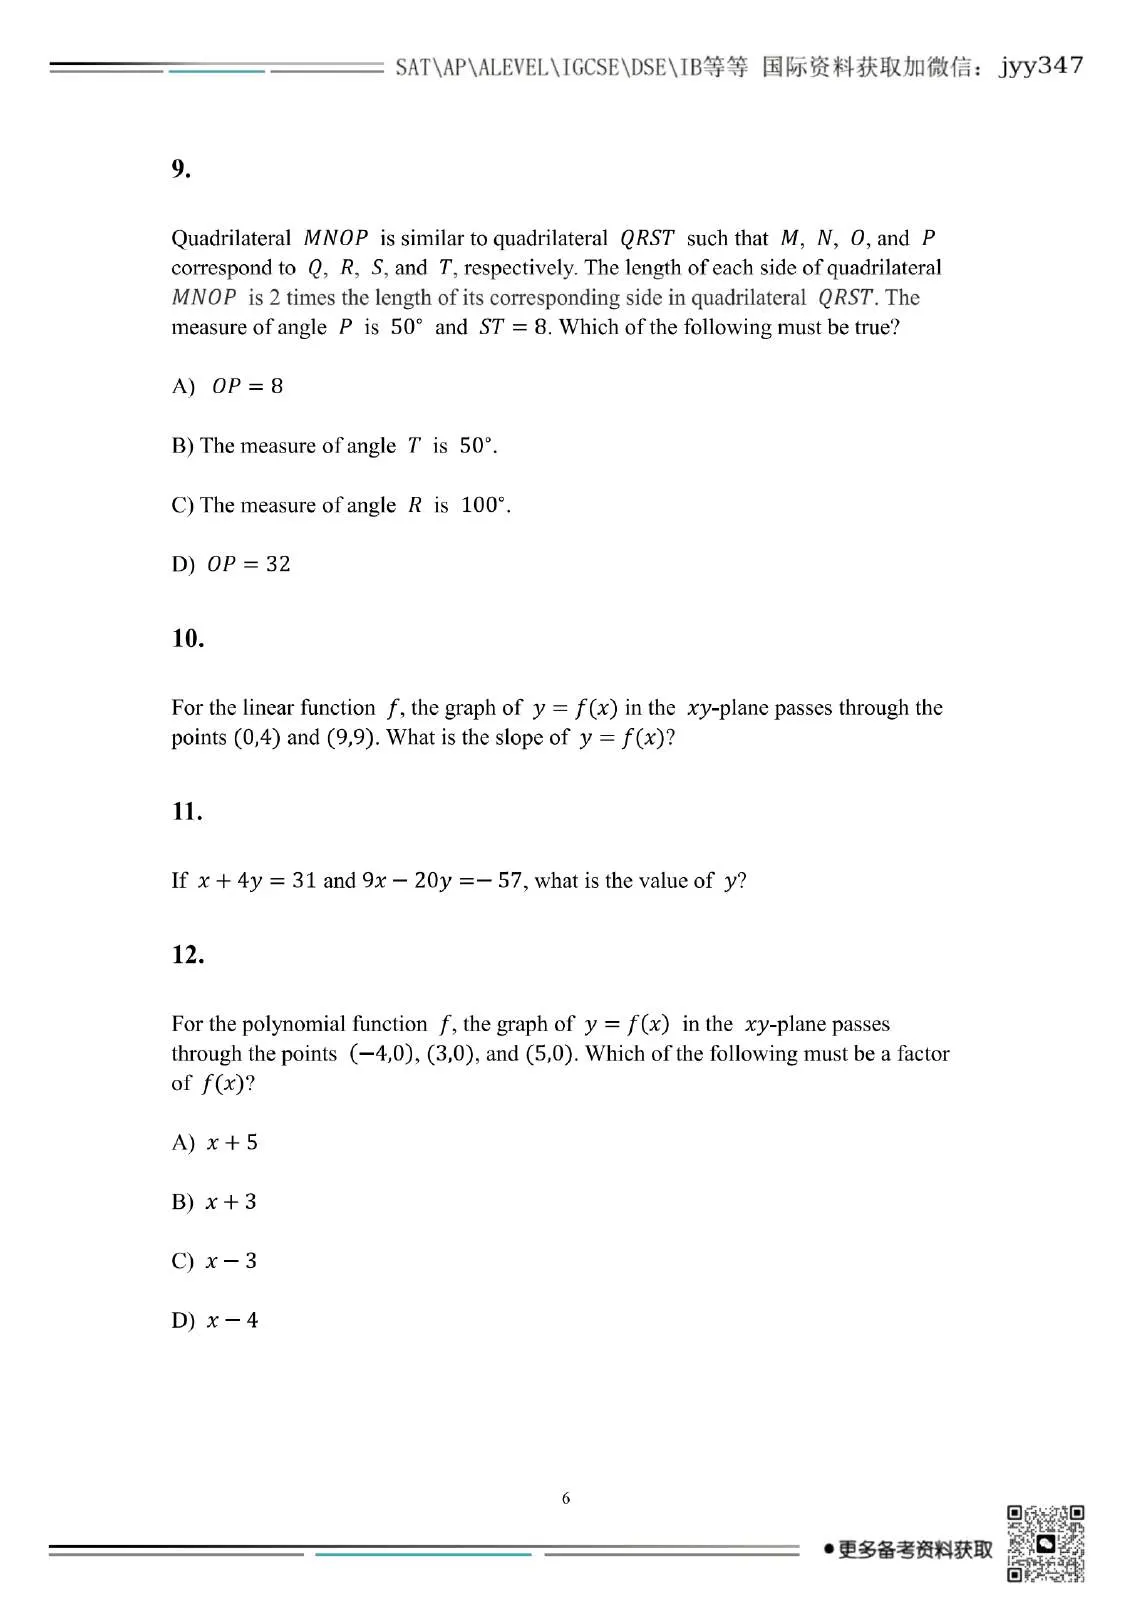 SAT\AP\ALEVEL\IGCSE\DSE\IB等等 国际资料获取加微信: jyy347
9.
Quadrilateral MNOP is similar to quadrilateral QRST such that M, N, O, and P
correspond to Q, R, S, and T, respectively. The length of each side of quadrilateral
MNOP is 2 times the length of its corresponding side in quadrilateral QRST. The
measure of angle P is 50° and ST = 8. Which of the following must be true?
A) OP = 8
B) The measure of angle T is 50°.
C) The measure of angle R is 100°.
D) OP = 32
10.
For the linear function f, the graph of y = f(x) in the xy-plane passes through the
points (0,4) and (9,9). What is the slope of y = f(x)?
11.
If x + 4y = 31 and 9x − 20y =− 57, what is the value of y?
12.
For the polynomial function f, the graph of y = f(x) in the xy-plane passes
through the points (−4,0), (3,0), and (5,0). Which of the following must be a factor
of f(x)?
A) x + 5
B) x + 3
C) x − 3
D) x − 4
6
●更多备考资料获取